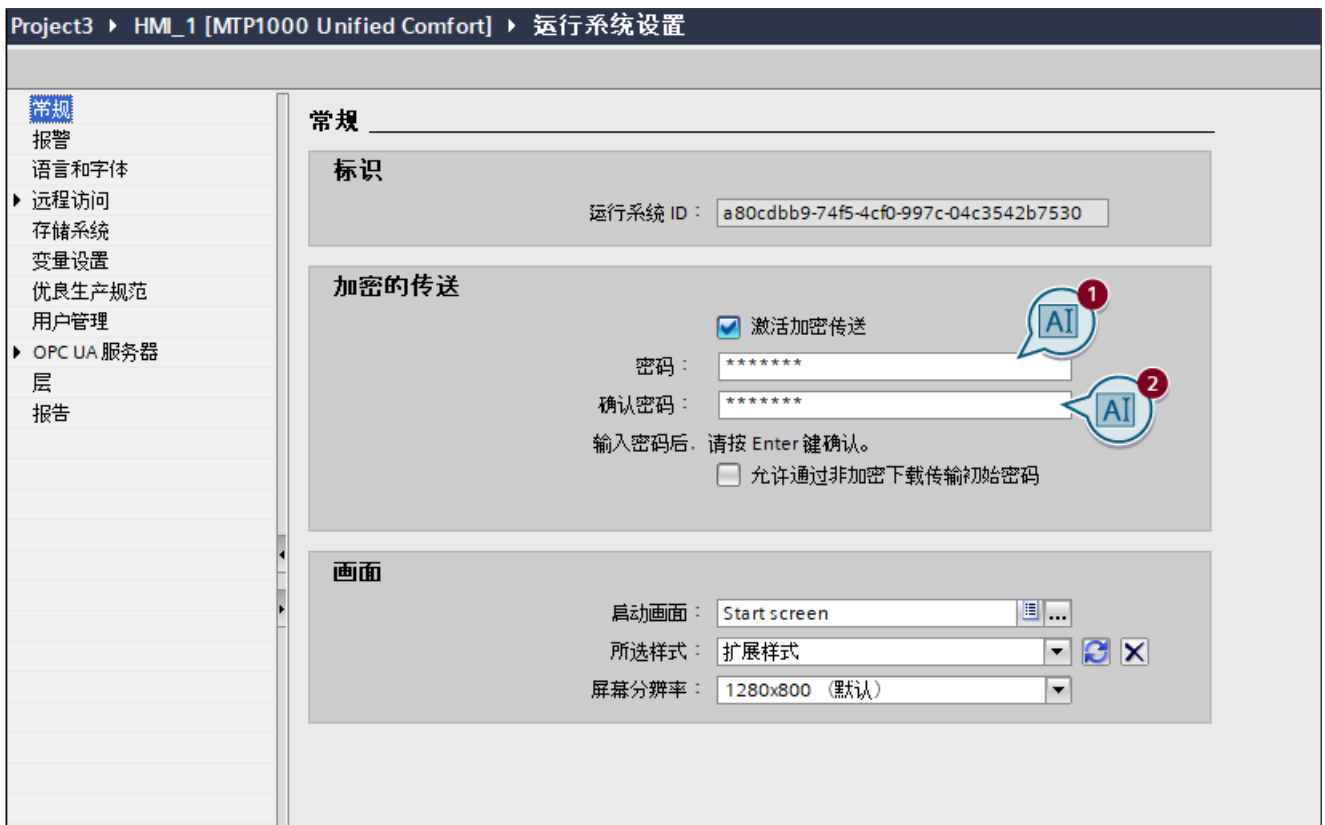 Project3 ▸ HMI_1 [MTP1000 Unified Comfort] ▸ 运行系统设置
常规
报警
语言和字体
远程访问
存储系统
变量设置
优良生产规范
用户管理
OPC UA 服务器
层
报告
常规
标识
运行系统 ID： a80cdbb9-74f5-4cf0-997c-04c3542b7530
加密的传送
激活加密传送
AI 1
密码： *******
确认密码： *******
AI 2
输入密码后，请按 Enter 键确认。
允许通过非加密下载传输初始密码
画面
启动画面： Start screen ...
所选样式： 扩展样式
屏幕分辨率： 1280x800 （默认）